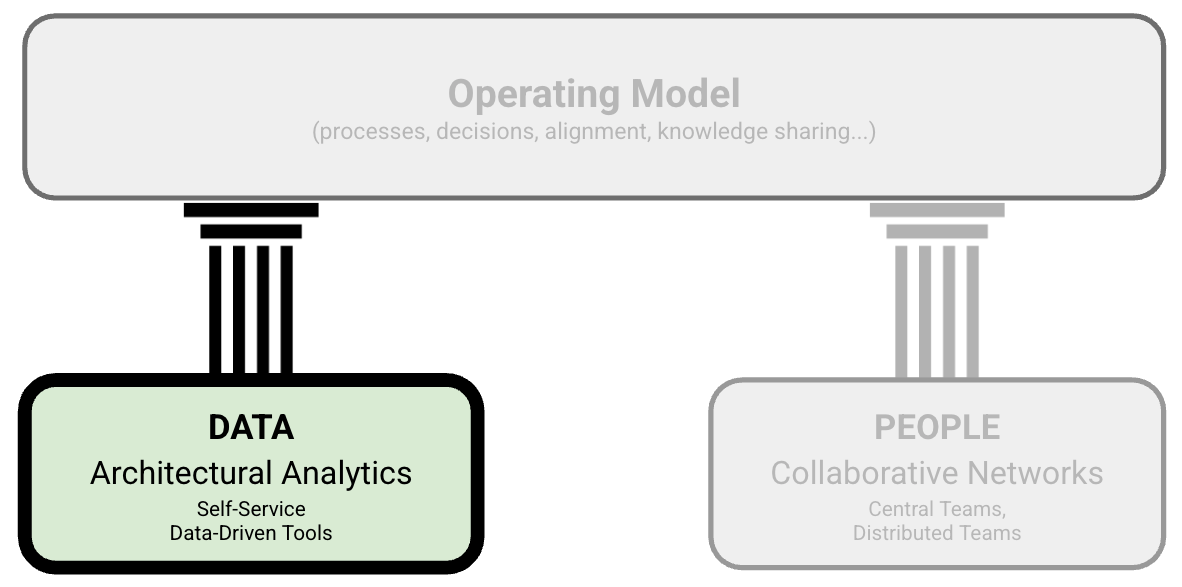 Operating Model
(processes, decisions, alignment, knowledge sharing...)
DATA
Architectural Analytics
Self-Service
Data-Driven Tools
PEOPLE
Collaborative Networks
Central Teams,
Distributed Teams